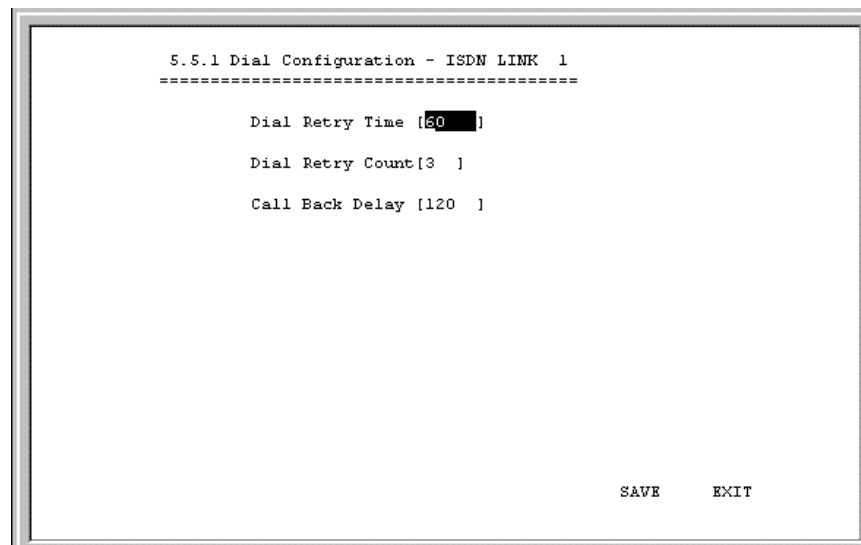 5.5.1 Dial Configuration - ISDN LINK 1
=========================================
Dial Retry Time [60 ]
Dial Retry Count[3 ]
Call Back Delay [120 ]
SAVE EXIT